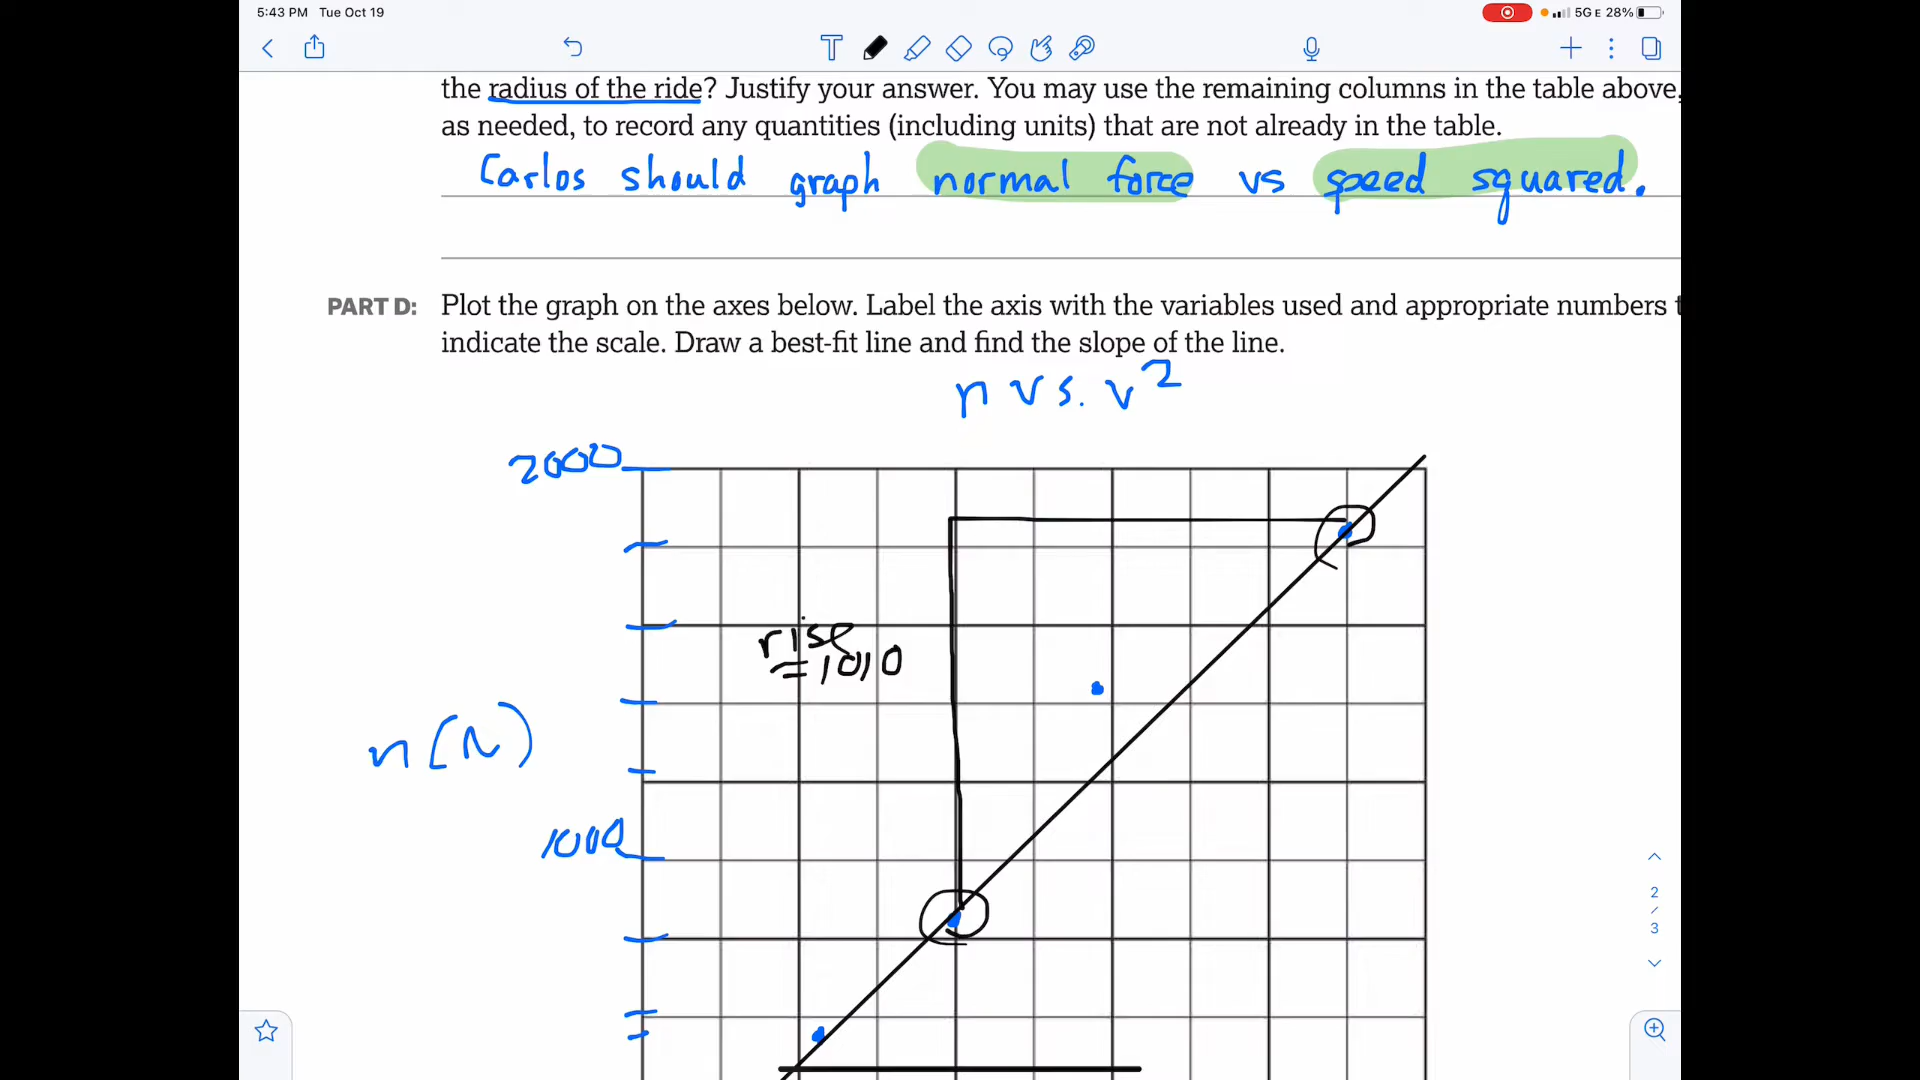 5:43 PM Tue Oct 19
5G E 28%
the radius of the ride? Justify your answer. You may use the remaining columns in the table above,
as needed, to record any quantities (including units) that are not already in the table.
Carlos should graph normal force vs speed squared.
PART D: Plot the graph on the axes below. Label the axis with the variables used and appropriate numbers t
indicate the scale. Draw a best-fit line and find the slope of the line.
n vs. v²
2000
rise
=1010
n (N)
1000
2
/
3